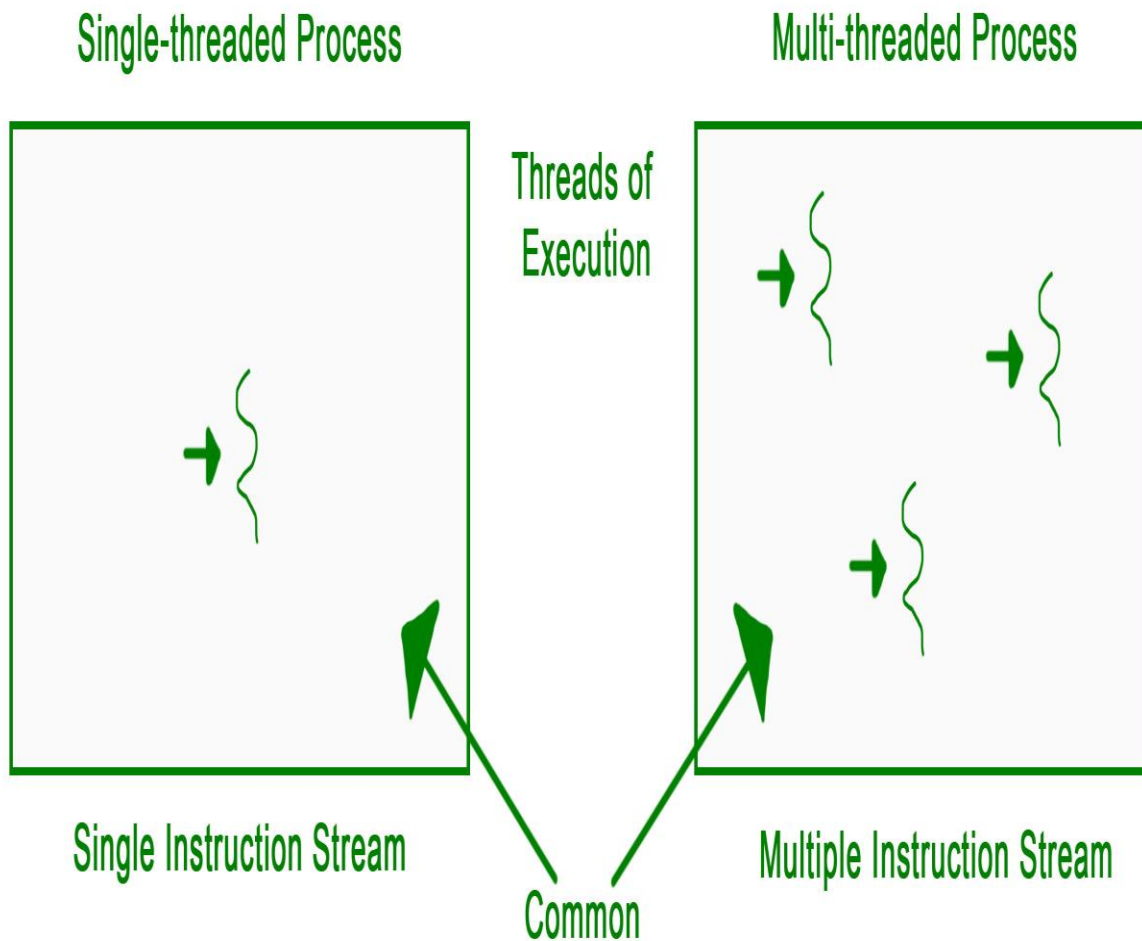 Single-threaded Process
Multi-threaded Process
Threads of
Execution
Single Instruction Stream
Multiple Instruction Stream
Common